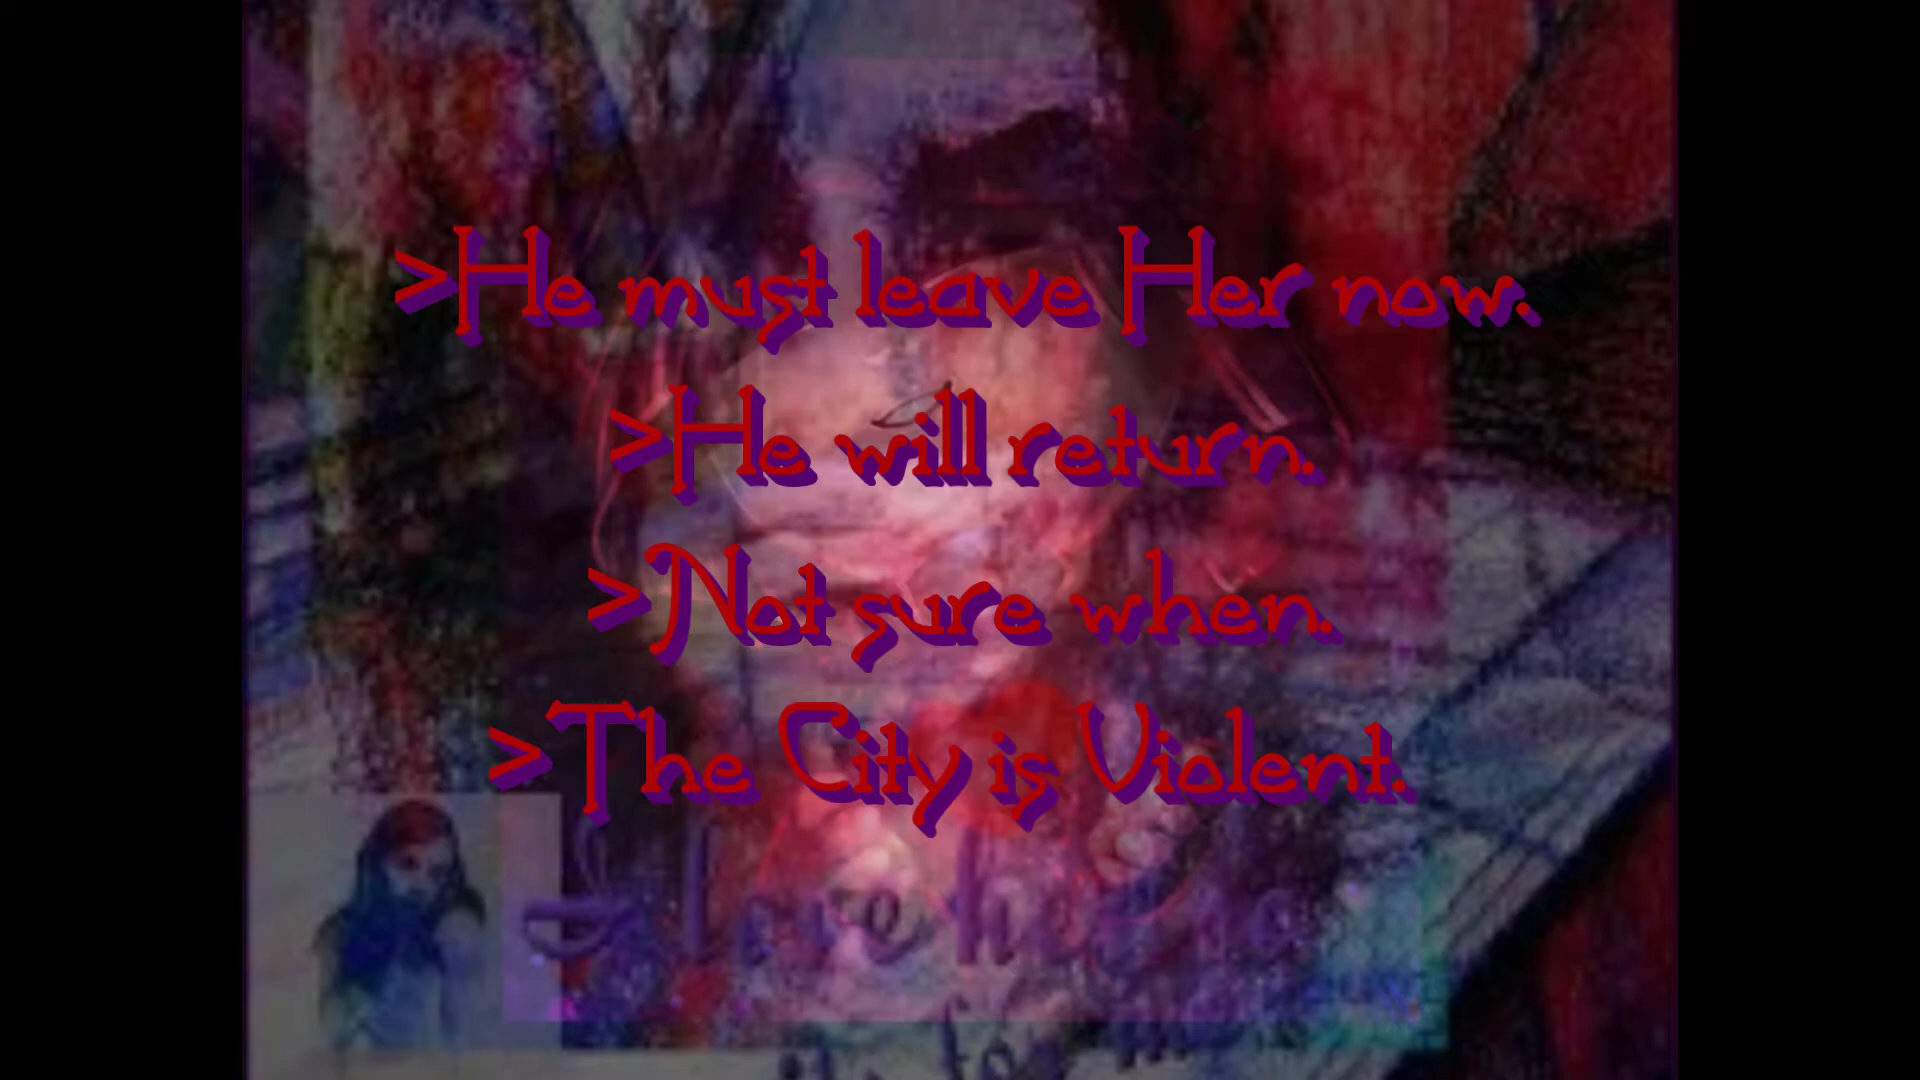 >He must leave Her now.
>He will return.
>Not sure when.
>The City is Violent.